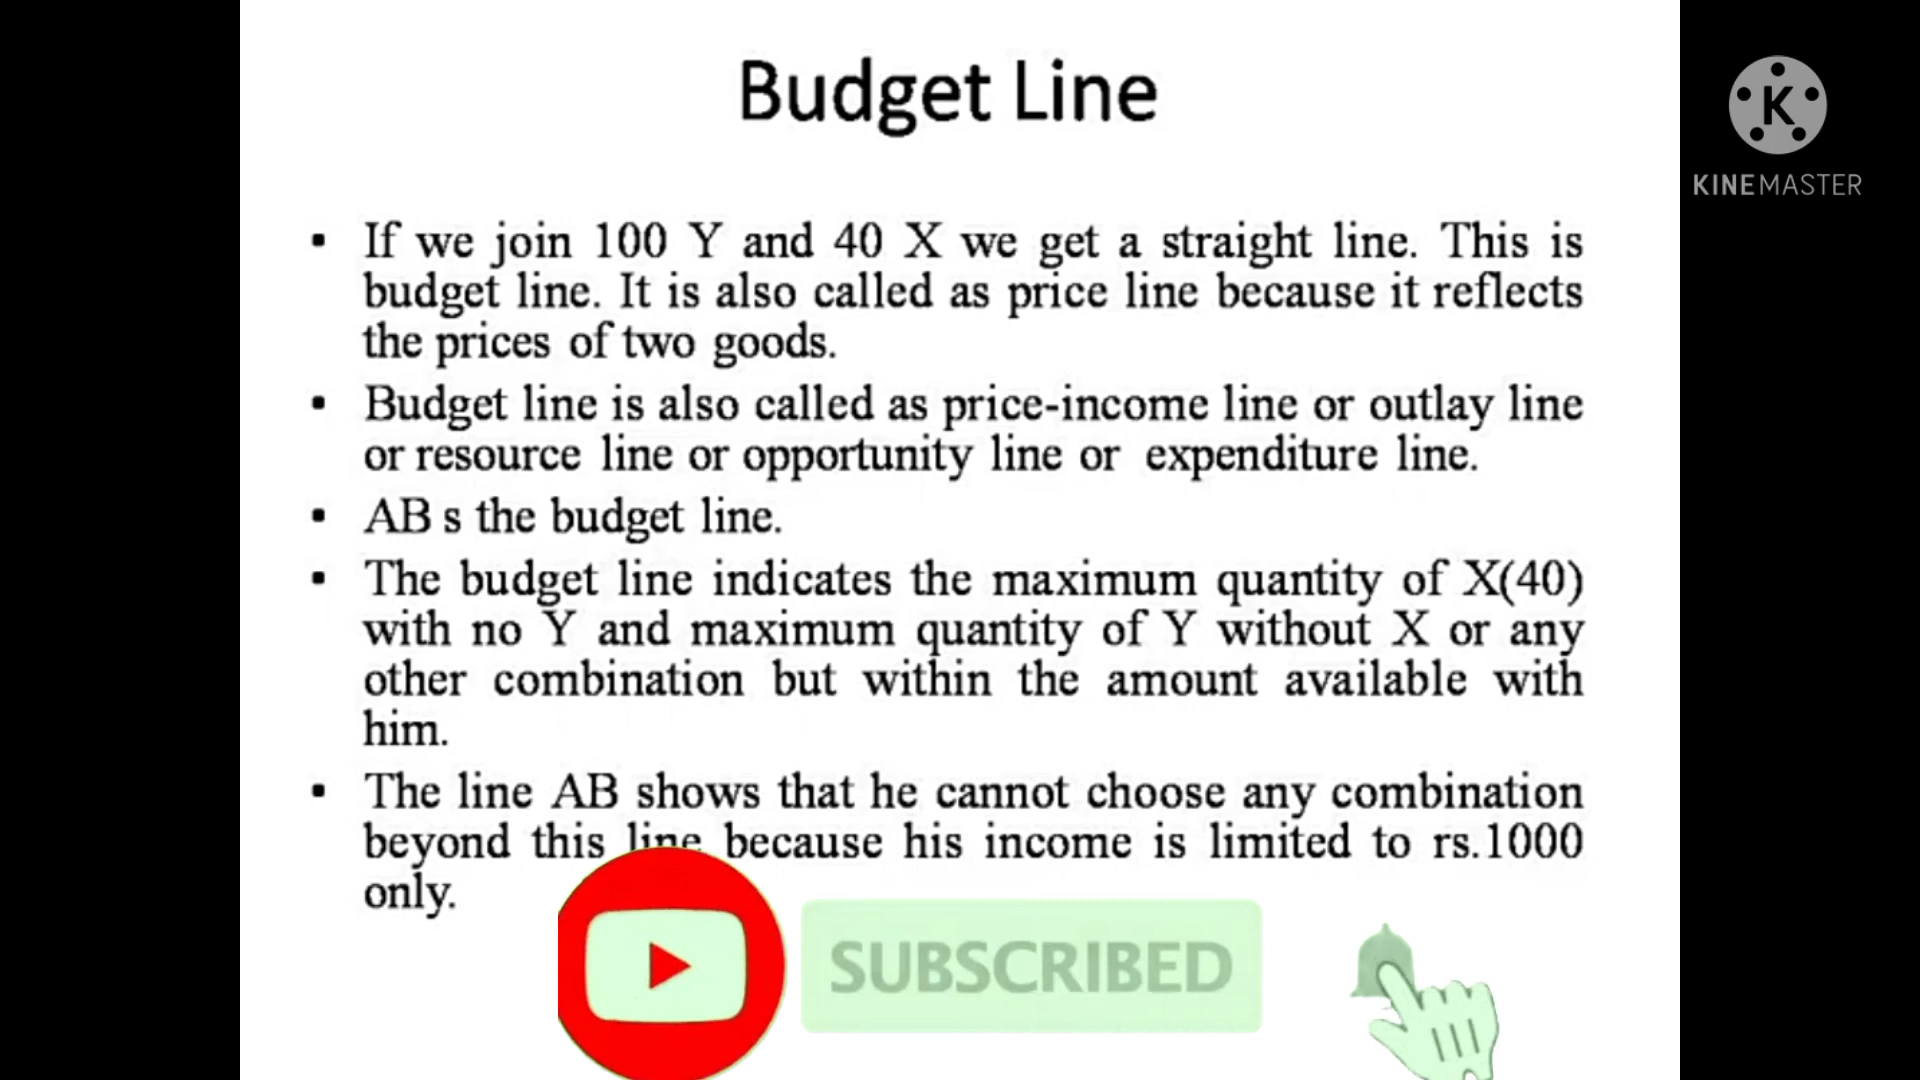 Budget Line
KINEMASTER
▪ If we join 100 Y and 40 X we get a straight line. This is
budget line. It is also called as price line because it reflects
the prices of two goods.
▪ Budget line is also called as price-income line or outlay line
or resource line or opportunity line or expenditure line.
▪ AB s the budget line.
▪ The budget line indicates the maximum quantity of X(40)
with no Y and maximum quantity of Y without X or any
other combination but within the amount available with
him.
▪ The line AB shows that he cannot choose any combination
beyond this line because his income is limited to rs.1000
only.
SUBSCRIBED